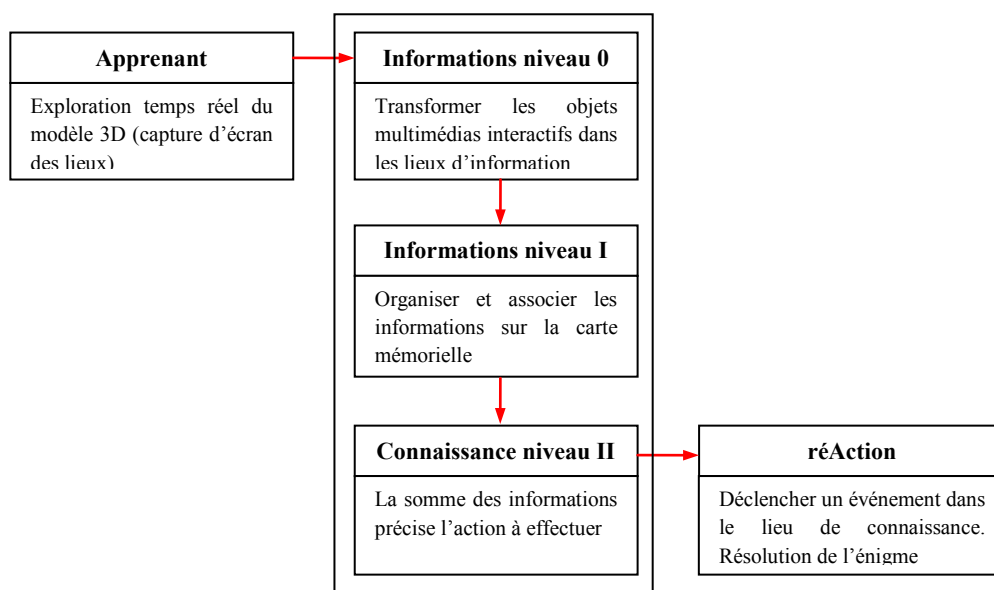 Apprenant
Exploration temps réel du
modèle 3D (capture d’écran
des lieux)
Informations niveau 0
Transformer les objets
multimédias interactifs dans
les lieux d’information
Informations niveau I
Organiser et associer les
informations sur la carte
mémorielle
Connaissance niveau II
La somme des informations
précise l’action à effectuer
réAction
Déclencher un événement dans
le lieu de connaissance.
Résolution de l’énigme